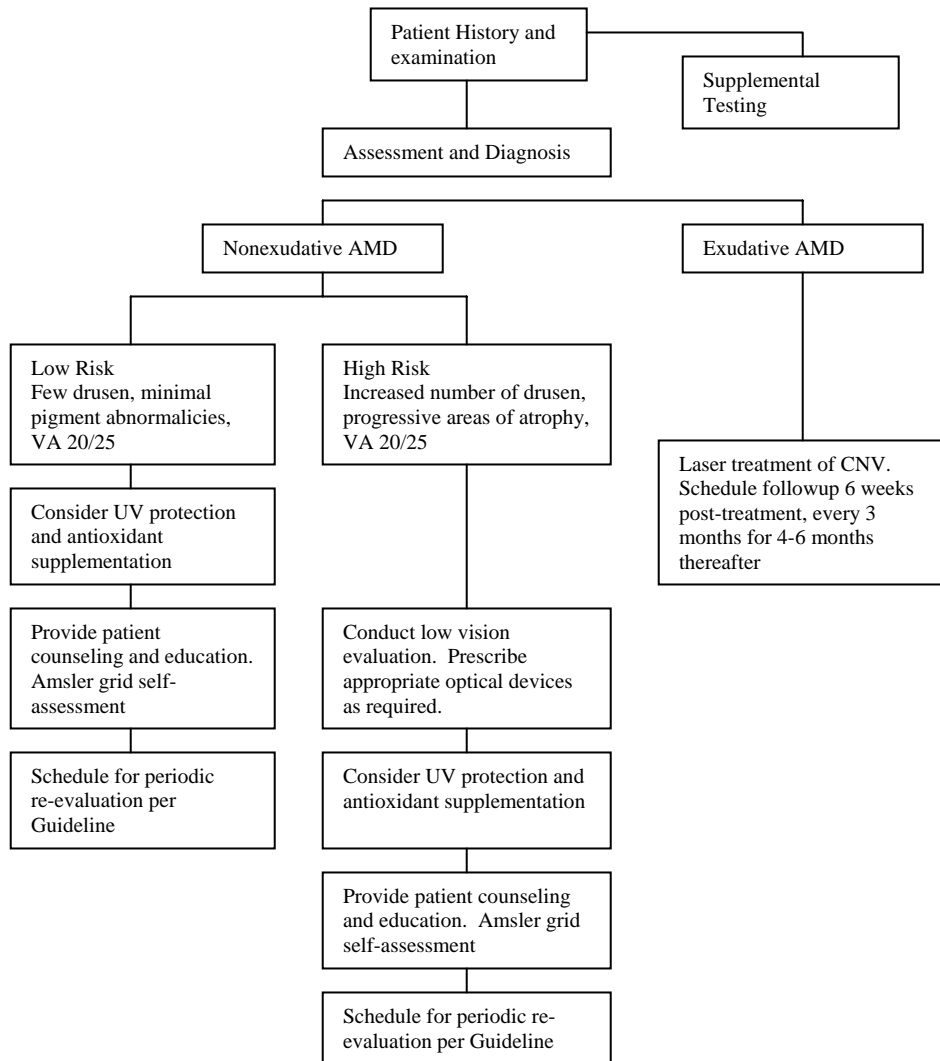 Patient History and
examination
Supplemental
Testing
Assessment and Diagnosis
Nonexudative AMD
Exudative AMD
Low Risk
Few drusen, minimal
pigment abnormalicies,
VA 20/25
High Risk
Increased number of drusen,
progressive areas of atrophy,
VA 20/25
Laser treatment of CNV.
Schedule followup 6 weeks
post-treatment, every 3
months for 4-6 months
thereafter
Consider UV protection
and antioxidant
supplementation
Provide patient
counseling and education.
Amsler grid self-
assessment
Conduct low vision
evaluation. Prescribe
appropriate optical devices
as required.
Schedule for periodic
re-evaluation per
Guideline
Consider UV protection and
antioxidant supplementation
Provide patient counseling
and education. Amsler grid
self-assessment
Schedule for periodic re-
evaluation per Guideline